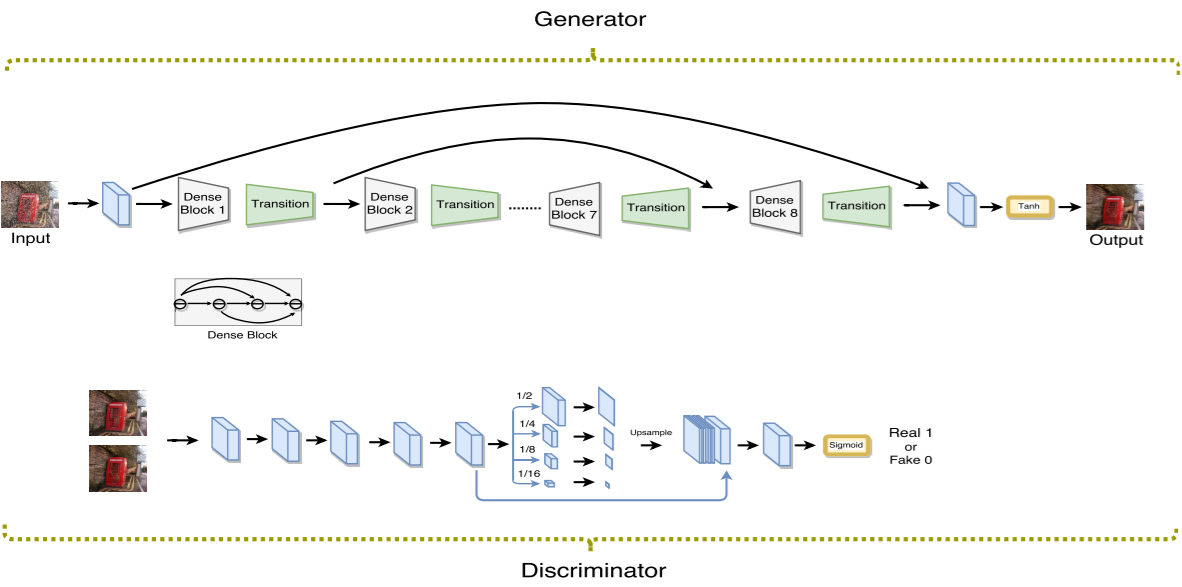 Generator
Input
Dense
Block 1
Transition
Dense
Block 2
Transition
........
Dense
Block 7
Transition
Dense
Block 8
Transition
Tanh
Output
Dense Block
1/2
1/4
1/8
1/16
Upsample
Sigmoid
Real 1
or
Fake 0
Discriminator